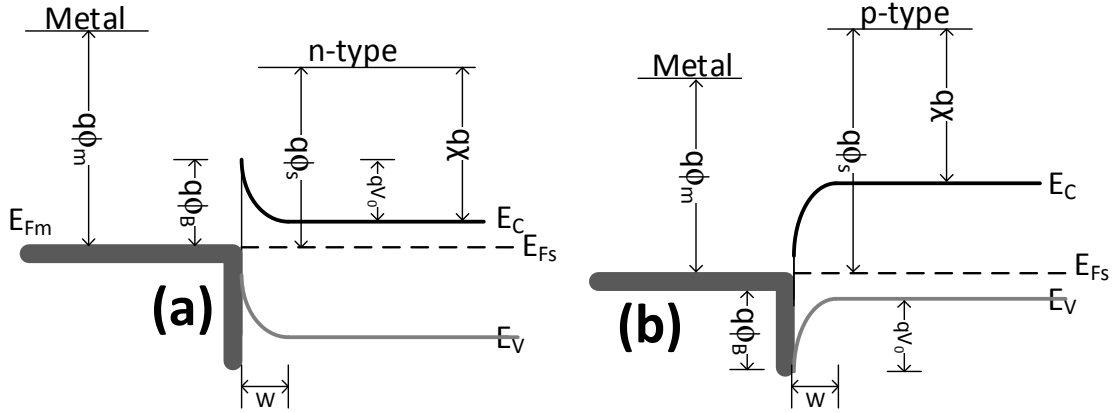 Metal
n-type
qϕm
qϕs
qχ
qϕB
qV0
EFm
EC
EFs
EV
(a)
W
p-type
Metal
qϕm
qϕs
qχ
EC
EFs
EV
(b)
qϕB
qV0
W